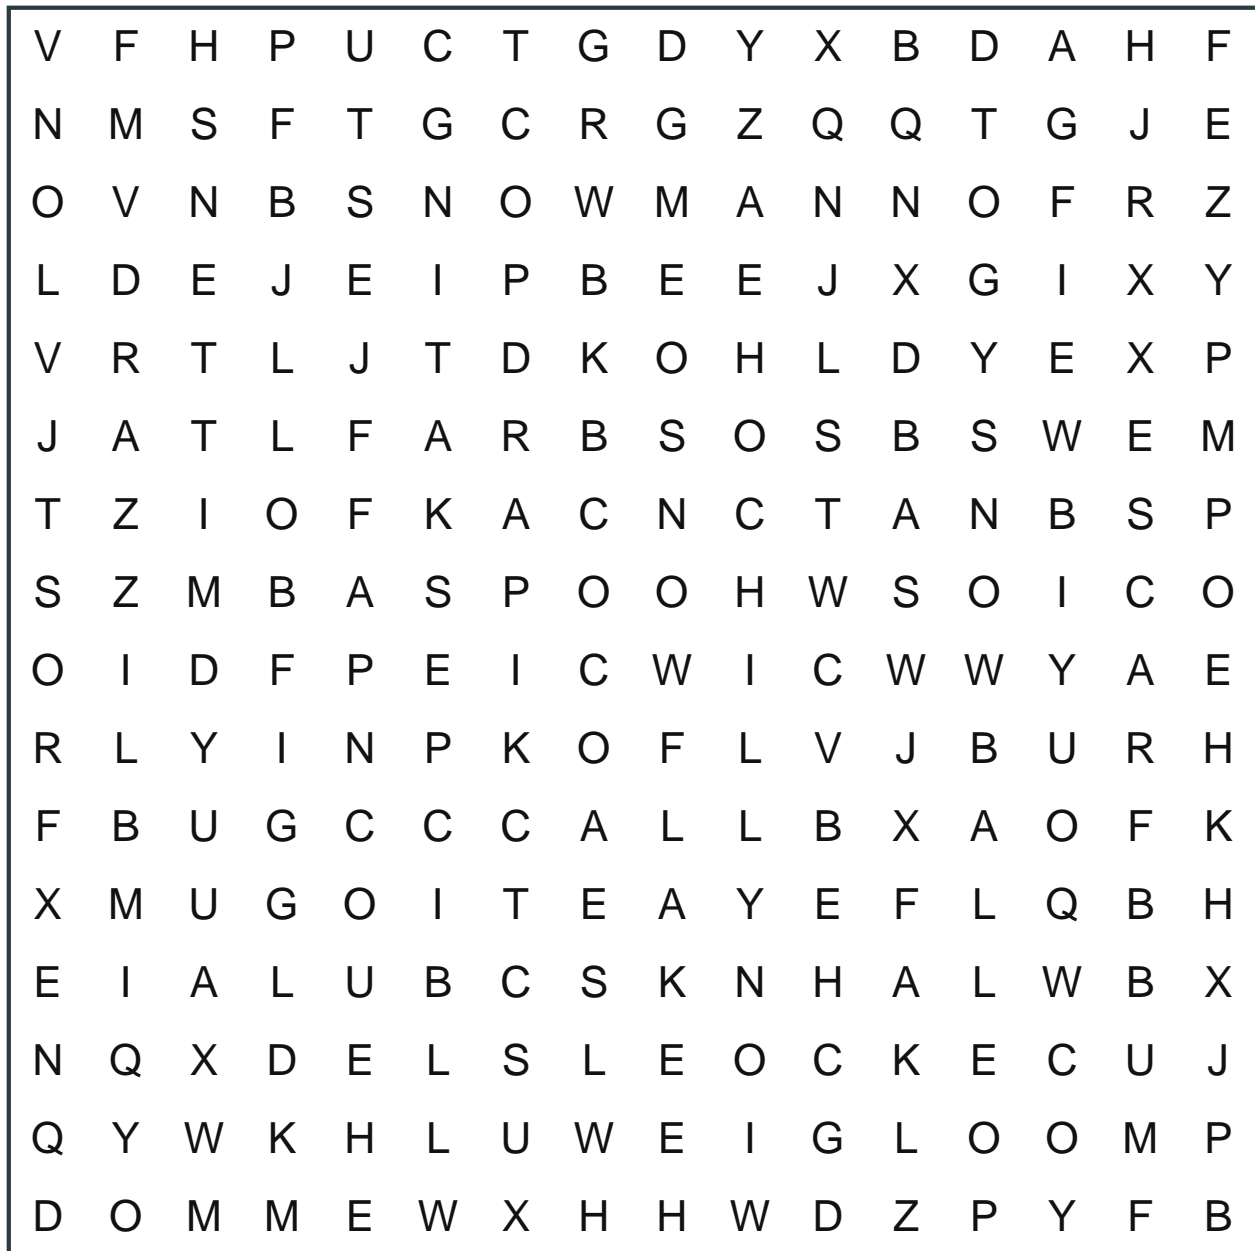 V F H P U C T G D Y X B D A H F
N M S F T G C R G Z Q Q T G J E
O V N B S N O W M A N N O F R Z
L D E J E I P B E E J X G I X Y
V R T L J T D K O H L D Y E X P
J A T L F A R B S O S B S W E M
T Z I O F K A C N C T A N B S P
S Z M B A S P O O H W S O I C O
O I D F P E I C W I C W W Y A E
R L Y I N P K O F L V J B U R H
F B U G C C C A L L B X A O F K
X M U G O I T E A Y E F L Q B H
E I A L U B C S K N H A L W B X
N Q X D E L S L E O C K E C U J
Q Y W K H L U W E I G L O O M P
D O M M E W X H H W D Z P Y F B